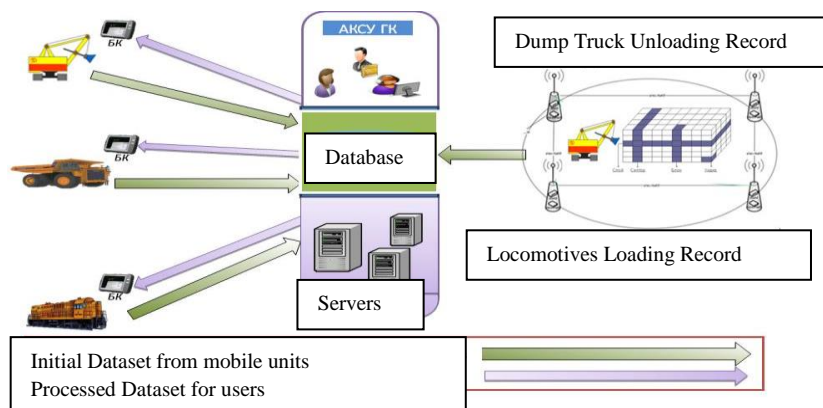 БК
АКСУ ГК
Dump Truck Unloading Record
БК
Database
Locomotives Loading Record
БК
Servers
Initial Dataset from mobile units
Processed Dataset for users